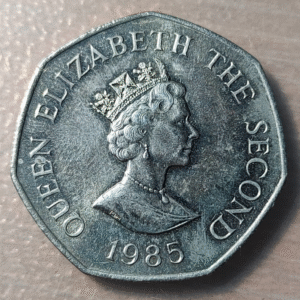 QUEEN ELIZABETH THE SECOND
1985